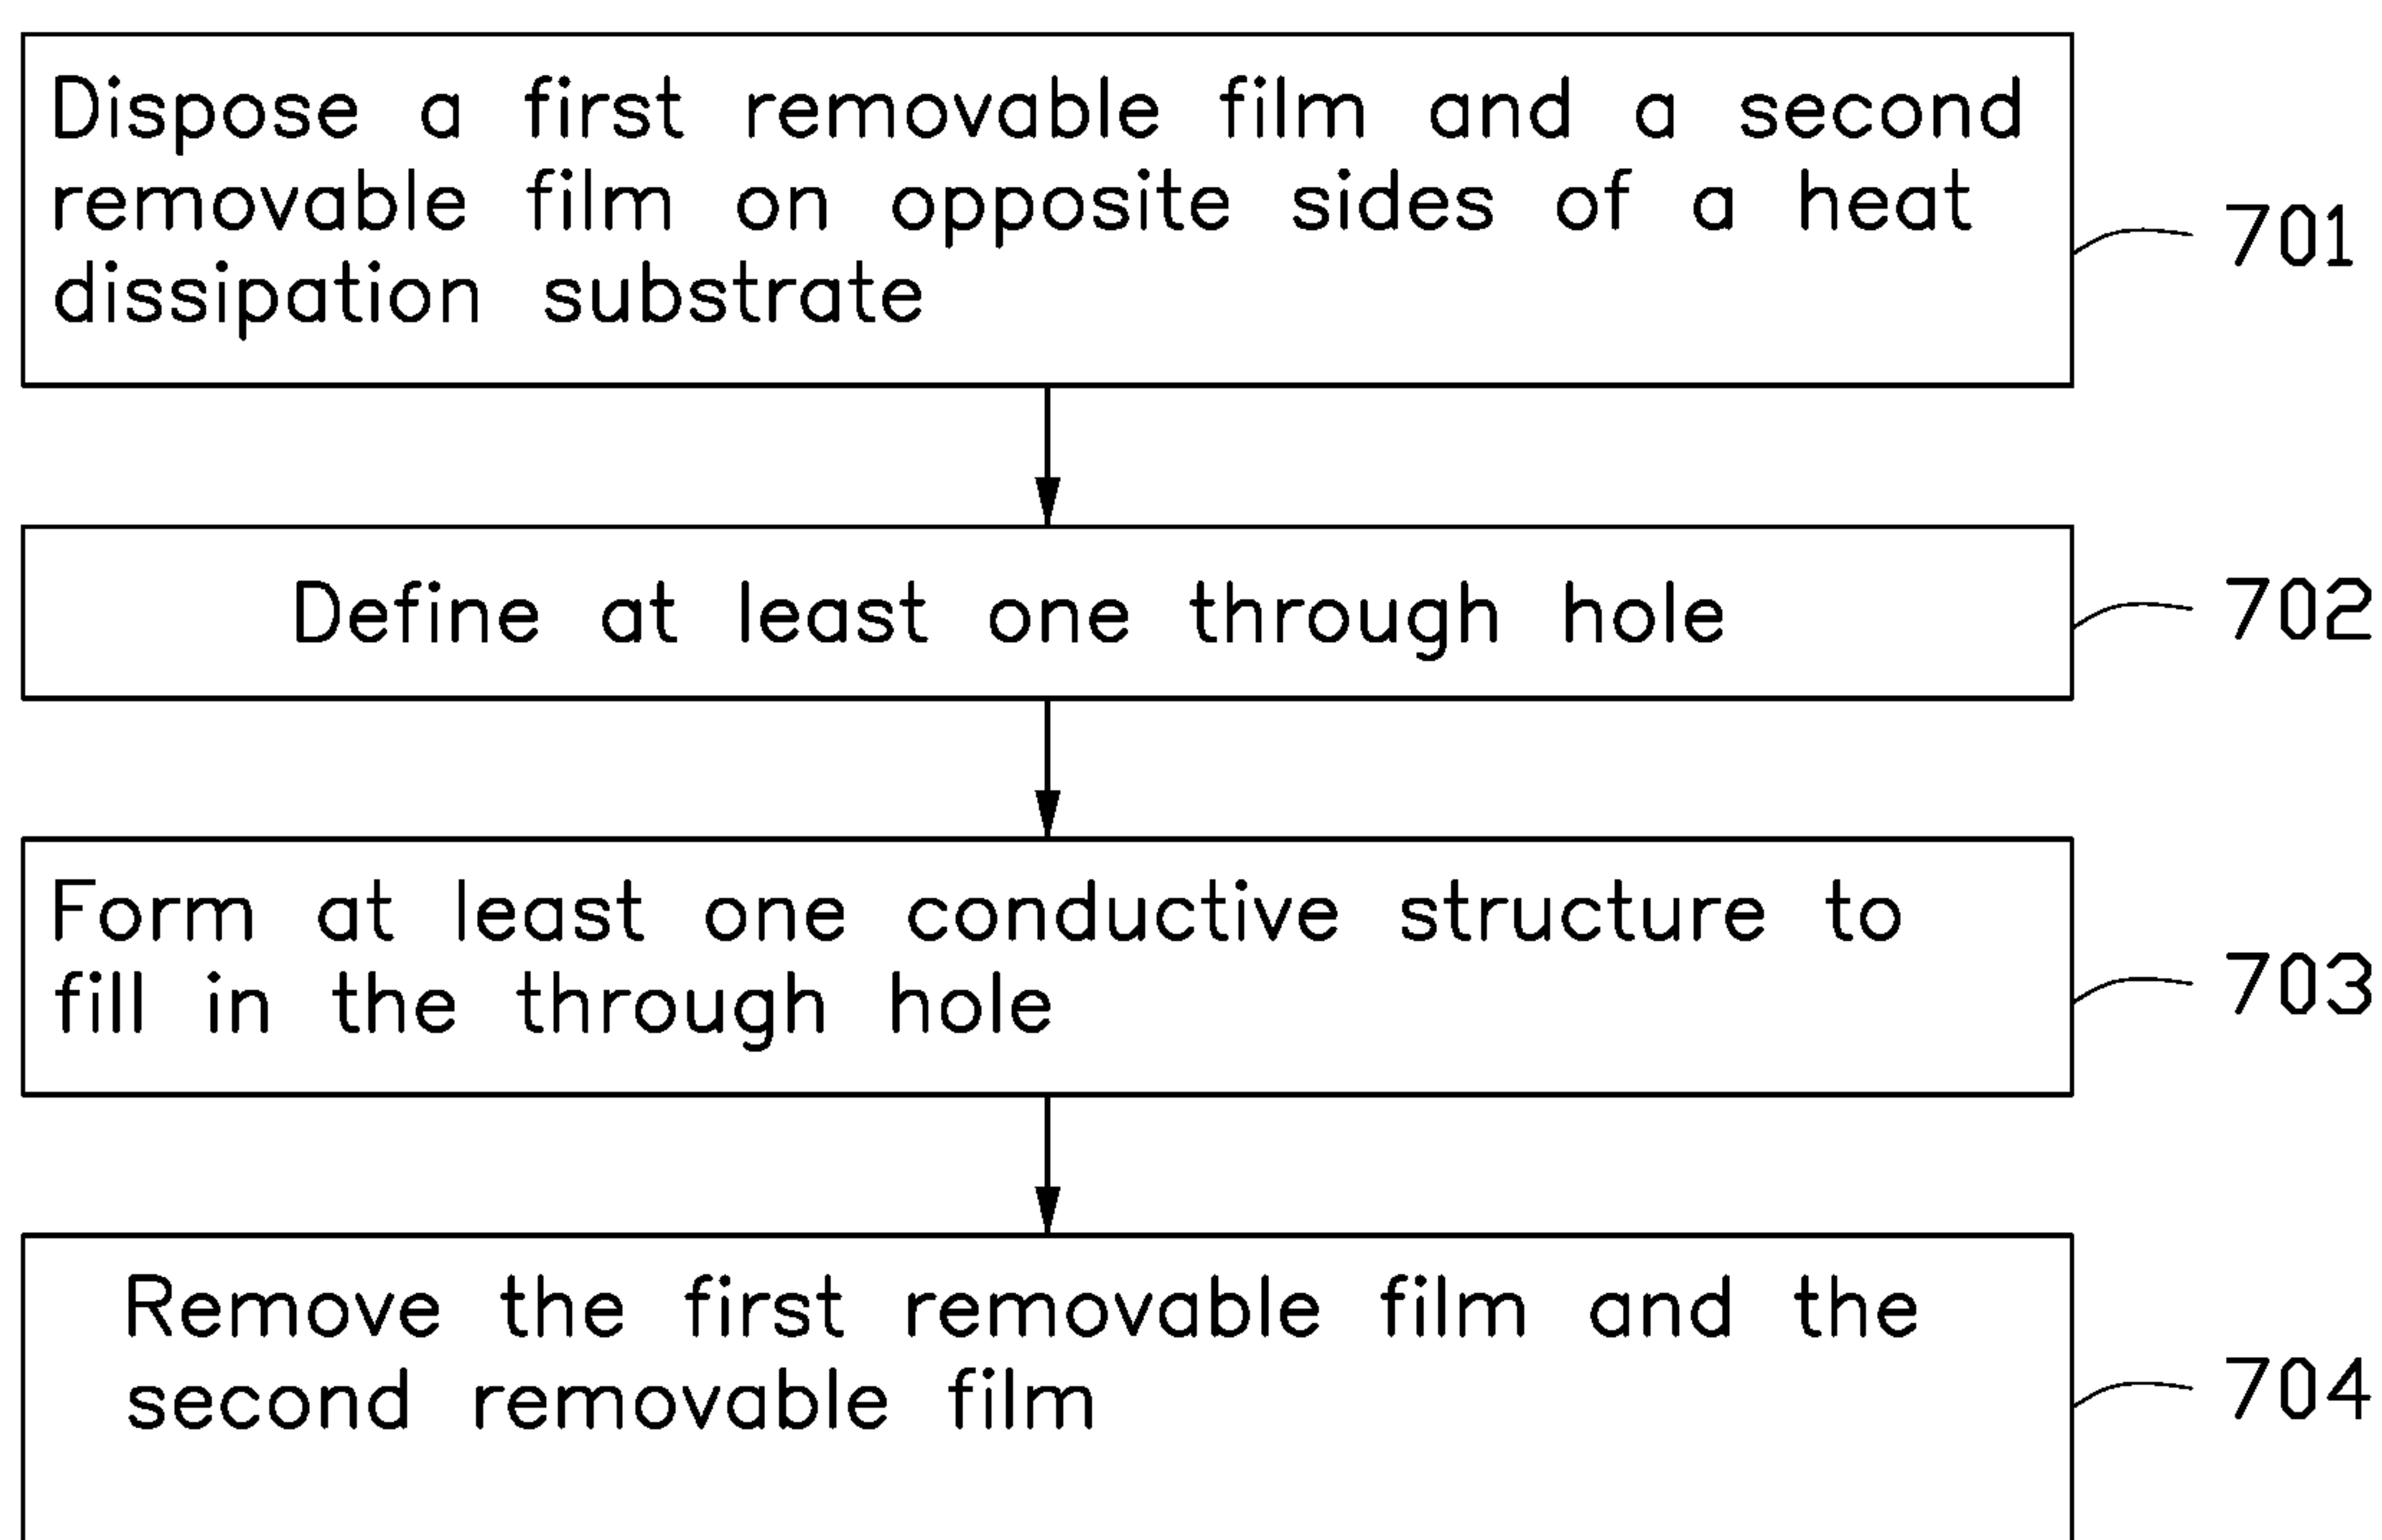 Dispose a first removable film and a second
removable film on opposite sides of a heat
dissipation substrate
701
Define at least one through hole
702
Form at least one conductive structure to
fill in the through hole
703
Remove the first removable film and the
second removable film
704